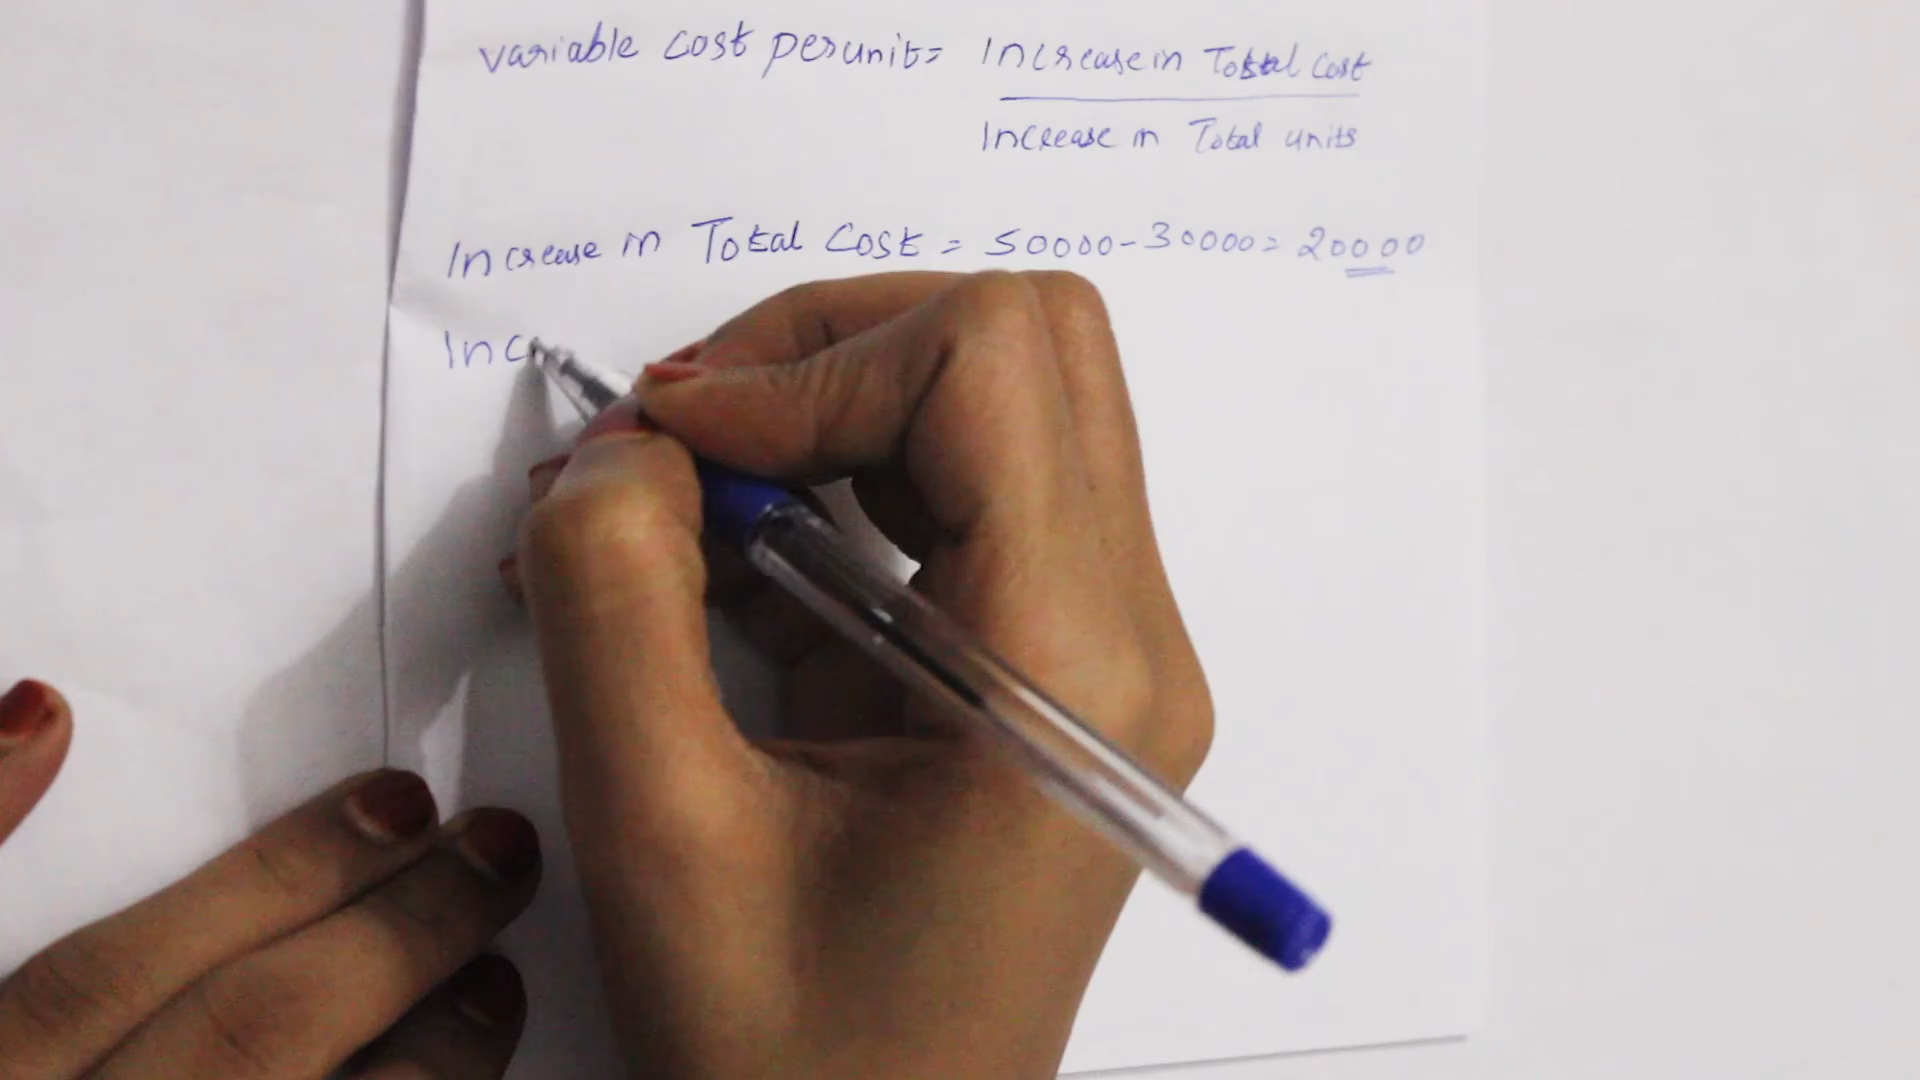 variable cost per unit = Increase in Total Cost
Increase in Total units
Increase in Total Cost = 50000-30000= 20000
Inc